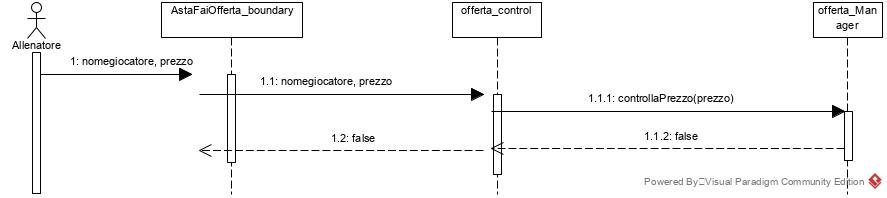 AstaFaiOfferta_boundary
offerta_control
offerta_Man
ager
Allenatore
1: nomegiocatore, prezzo
1.1: nomegiocatore, prezzo
1.1.1: controllaPrezzo(prezzo)
1.2: false
1.1.2: false
Powered By Visual Paradigm Community Edition